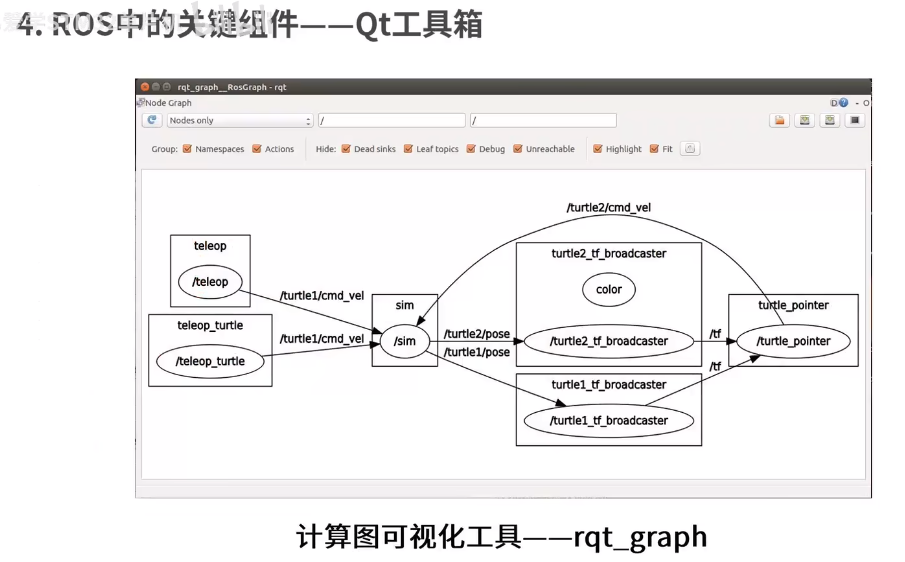 4. ROS中的关键组件——Qt工具箱
rqt_graph__RosGraph - rqt
Node Graph
D
- O
Nodes only
/
/
Group:
Namespaces
Actions
Hide:
Dead sinks
Leaf topics
Debug
Unreachable
Highlight
Fit
/turtle2/cmd_vel
teleop
/teleop
/turtle1/cmd_vel
teleop_turtle
/teleop_turtle
/turtle1/cmd_vel
sim
/sim
/turtle2/pose
/turtle1/pose
turtle2_tf_broadcaster
color
/turtle2_tf_broadcaster
turtle1_tf_broadcaster
/turtle1_tf_broadcaster
/tf
/tf
turtle_pointer
/turtle_pointer
计算图可视化工具——rqt_graph